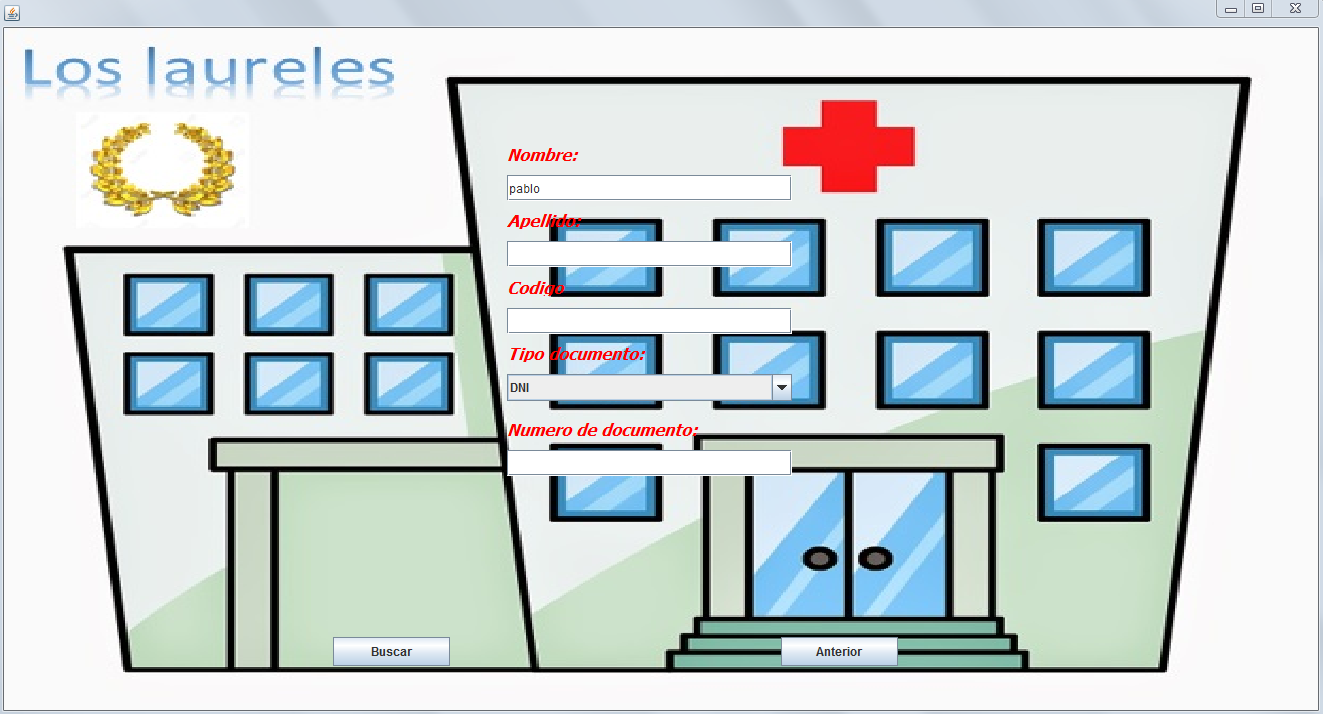 Los laureles
Nombre:
pablo
Apellido:
Codigo
Tipo documento:
DNI
Numero de documento:
Buscar
Anterior